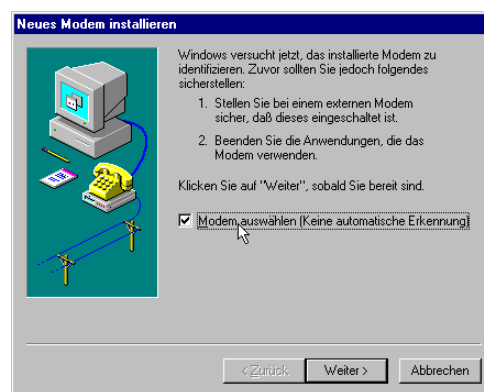 Neues Modem installieren
Windows versucht jetzt, das installierte Modem zu
identifizieren. Zuvor sollten Sie jedoch folgendes
sicherstellen:
1. Stellen Sie bei einem externen Modem
sicher, daß dieses eingeschaltet ist.
2. Beenden Sie die Anwendungen, die das
Modem verwenden.
Klicken Sie auf "Weiter", sobald Sie bereit sind.
Modem auswählen (Keine automatische Erkennung)
< Zurück
Weiter >
Abbrechen